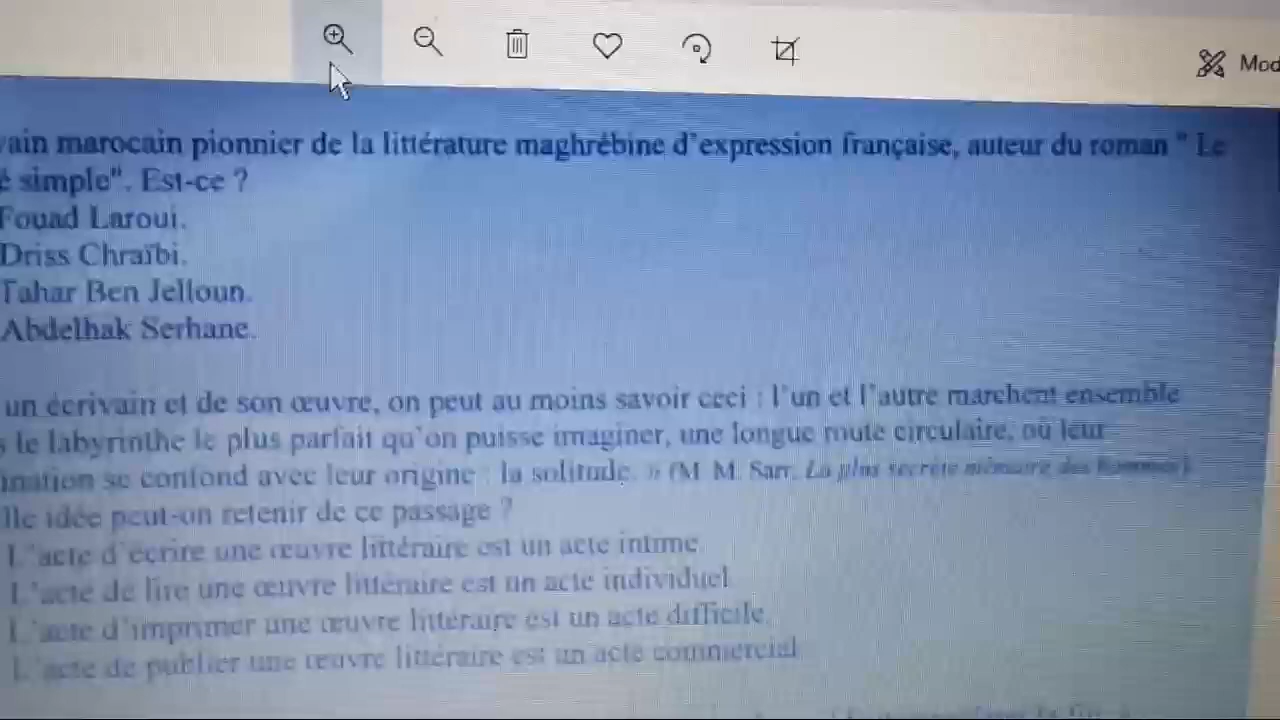 Mod
vain marocain pionnier de la littérature maghrébine d'expression française, auteur du roman " Le
é simple". Est-ce ?
Fouad Laroui.
Driss Chraïbi.
Tahar Ben Jelloun.
Abdelhak Serhane.
un écrivain et de son œuvre, on peut au moins savoir ceci : l'un et l'autre marchent ensemble
s le labyrinthe le plus parfait qu'on puisse imaginer, une longue route circulaire, où leur
ination se confond avec leur origine : la solitude. » (M. M. Sarr, La plus secrète mémoire des hommes).
lle idée peut-on retenir de ce passage ?
L'acte d'écrire une œuvre littéraire est un acte intime.
L'acte de lire une œuvre littéraire est un acte individuel.
L'acte d'imprimer une œuvre littéraire est un acte difficile.
L'acte de publier une œuvre littéraire est un acte commercial.